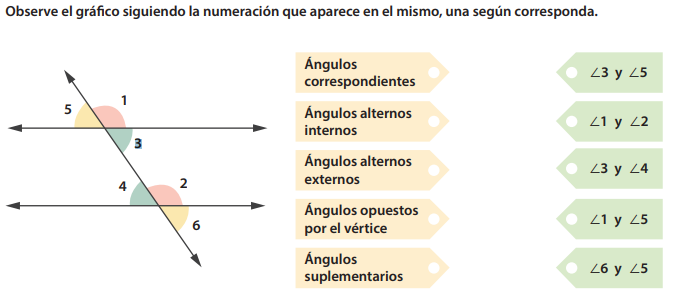 Observe el gráfico siguiendo la numeración que aparece en el mismo, una según corresponda.
5
1
3
4
2
6
Ángulos
correspondientes
∠3 y ∠5
Ángulos alternos
internos
∠1 y ∠2
Ángulos alternos
externos
∠3 y ∠4
Ángulos opuestos
por el vértice
∠1 y ∠5
Ángulos
suplementarios
∠6 y ∠5